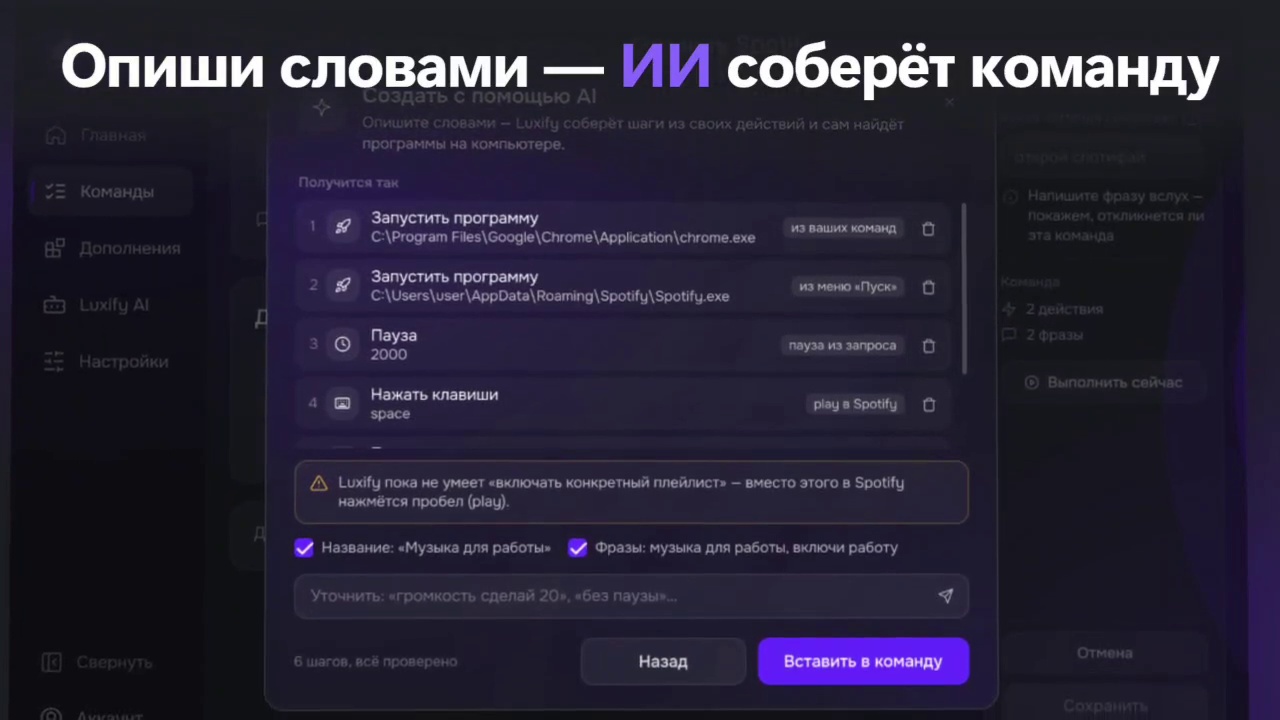 Опиши словами — ИИ соберёт команду
Создать с помощью AI
Опишите словами — Luxify соберёт шаги из своих действий и сам найдёт
программы на компьютере.
Главная
Команды
Дополнения
Luxify AI
Настройки
Свернуть
Аккаунт
Получится так
1 Запустить программу из ваших команд
C:\Program Files\Google\Chrome\Application\chrome.exe
2 Запустить программу из меню «Пуск»
C:\Users\user\AppData\Roaming\Spotify\Spotify.exe
3 Пауза пауза из запроса
2000
4 Нажать клавиши play в Spotify
space
Luxify пока не умеет «включать конкретный плейлист» — вместо этого в Spotify
нажмётся пробел (play).
Название: «Музыка для работы» Фразы: музыка для работы, включи работу
Уточнить: «громкость сделай 20», «без паузы»...
6 шагов, всё проверено
Назад
Вставить в команду
открой спотифай
Напишите фразу вслух —
покажем, откликнется ли
эта команда
Команда
2 действия
2 фразы
Выполнить сейчас
Отмена
Сохранить